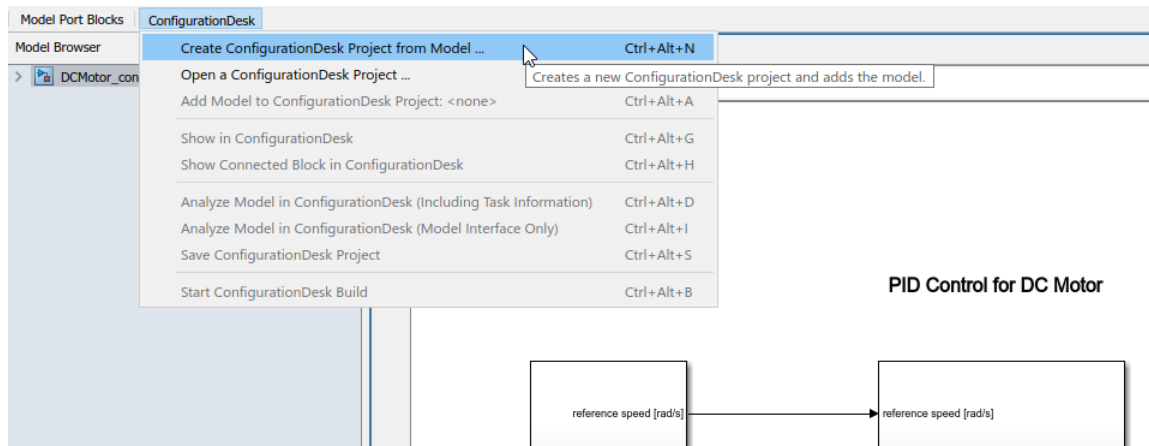 Model Port Blocks ConfigurationDesk
Model Browser
Create ConfigurationDesk Project from Model ... Ctrl+Alt+N
DCMotor_con
Open a ConfigurationDesk Project ...
Creates a new ConfigurationDesk project and adds the model.
Add Model to ConfigurationDesk Project: <none> Ctrl+Alt+A
Show in ConfigurationDesk Ctrl+Alt+G
Show Connected Block in ConfigurationDesk Ctrl+Alt+H
Analyze Model in ConfigurationDesk (Including Task Information) Ctrl+Alt+D
Analyze Model in ConfigurationDesk (Model Interface Only) Ctrl+Alt+I
Save ConfigurationDesk Project Ctrl+Alt+S
Start ConfigurationDesk Build Ctrl+Alt+B
PID Control for DC Motor
reference speed [rad/s] reference speed [rad/s]